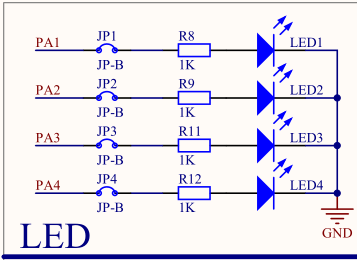 JP1 R8
PA1 LED1
JP-B 1K
JP2 R9
PA2 LED2
JP-B 1K
JP3 R11
PA3 LED3
JP-B 1K
JP4 R12
PA4 LED4
JP-B 1K
LED GND